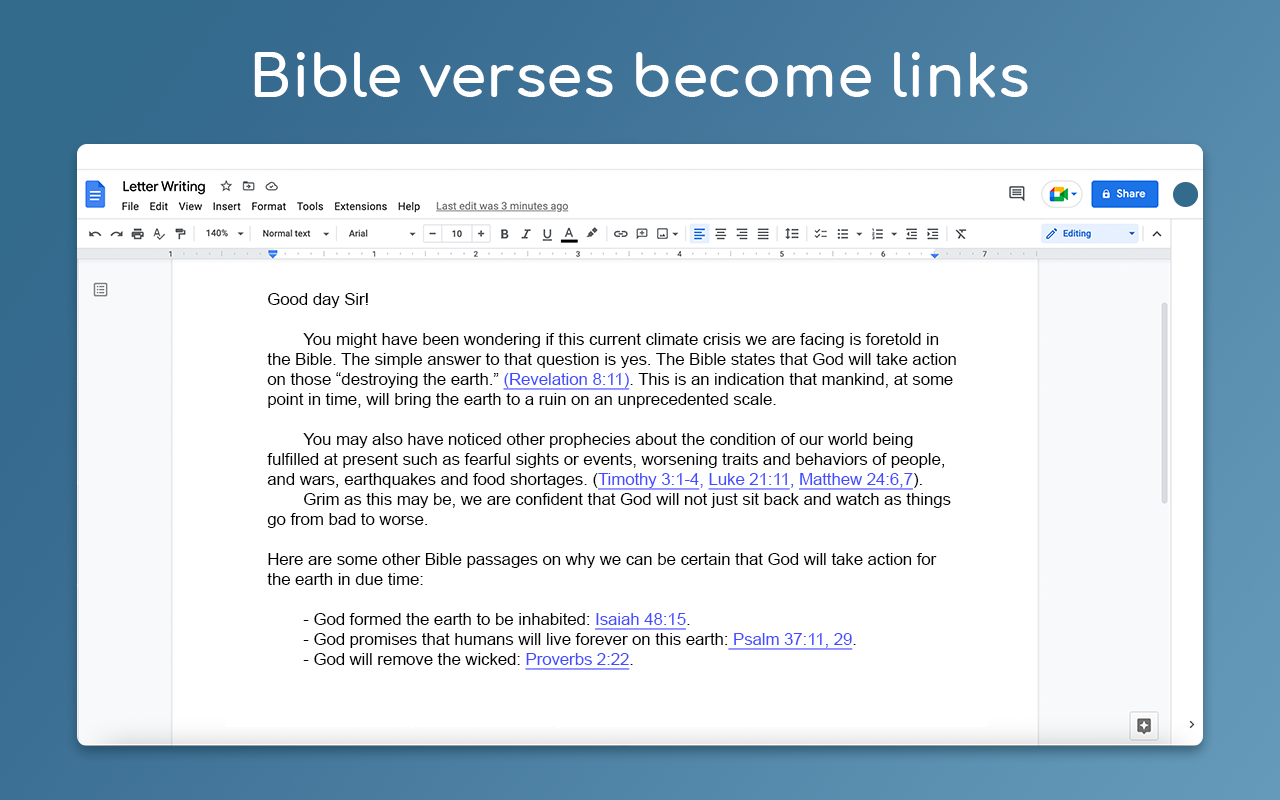 Bible verses become links
Letter Writing
File Edit View Insert Format Tools Extensions Help Last edit was 3 minutes ago
Share
140% Normal text Arial 10 B I U A Editing
1 1 2 3 4 5 6 7
Good day Sir!
You might have been wondering if this current climate crisis we are facing is foretold in
the Bible. The simple answer to that question is yes. The Bible states that God will take action
on those “destroying the earth.” (Revelation 8:11). This is an indication that mankind, at some
point in time, will bring the earth to a ruin on an unprecedented scale.
You may also have noticed other prophecies about the condition of our world being
fulfilled at present such as fearful sights or events, worsening traits and behaviors of people,
and wars, earthquakes and food shortages. (Timothy 3:1-4, Luke 21:11, Matthew 24:6,7).
Grim as this may be, we are confident that God will not just sit back and watch as things
go from bad to worse.
Here are some other Bible passages on why we can be certain that God will take action for
the earth in due time:
- God formed the earth to be inhabited: Isaiah 48:15.
- God promises that humans will live forever on this earth: Psalm 37:11, 29.
- God will remove the wicked: Proverbs 2:22.